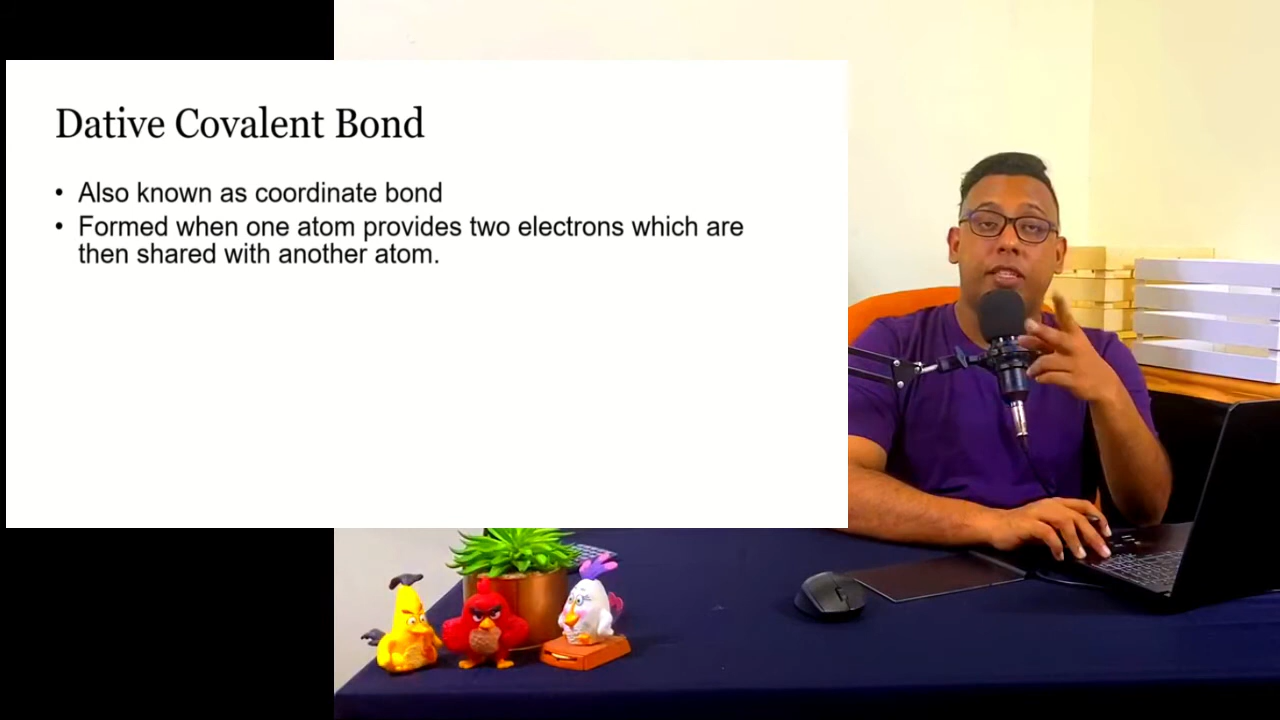 Dative Covalent Bond
• Also known as coordinate bond
• Formed when one atom provides two electrons which are
then shared with another atom.